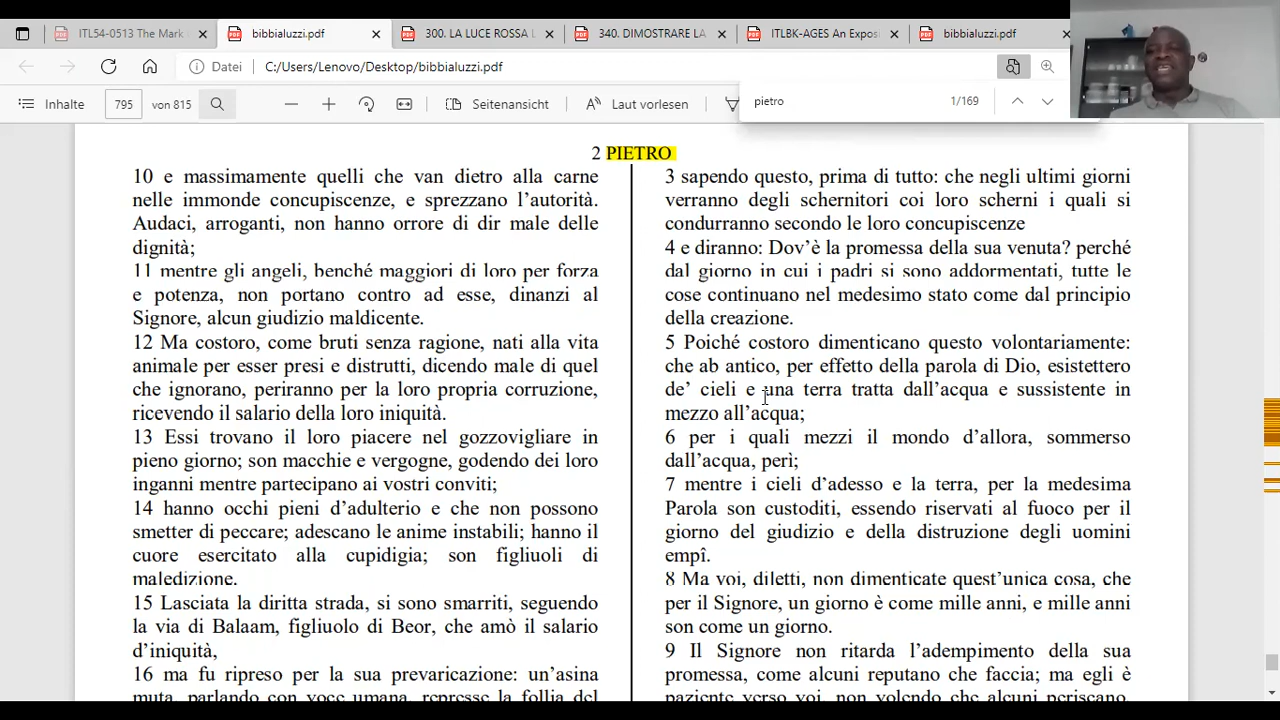 ITL54-0513 The Mark
bibbialuzzi.pdf
300. LA LUCE ROSSA L
340. DIMOSTRARE LA
ITLBK-AGES An Expos
bibbialuzzi.pdf
Datei
C:/Users/Lenovo/Desktop/bibbialuzzi.pdf
Inhalte
795
von 815
Seitenansicht
Laut vorlesen
pietro
1/169
2 PIETRO
10 e massimamente quelli che van dietro alla carne
nelle immonde concupiscenze, e sprezzano l’autorità.
Audaci, arroganti, non hanno orrore di dir male delle
dignità;
11 mentre gli angeli, benché maggiori di loro per forza
e potenza, non portano contro ad esse, dinanzi al
Signore, alcun giudizio maldicente.
12 Ma costoro, come bruti senza ragione, nati alla vita
animale per esser presi e distrutti, dicendo male di quel
che ignorano, periranno per la loro propria corruzione,
ricevendo il salario della loro iniquità.
13 Essi trovano il loro piacere nel gozzovigliare in
pieno giorno; son macchie e vergogne, godendo dei loro
inganni mentre partecipano ai vostri conviti;
14 hanno occhi pieni d’adulterio e che non possono
smetter di peccare; adescano le anime instabili; hanno il
cuore esercitato alla cupidigia; son figliuoli di
maledizione.
15 Lasciata la diritta strada, si sono smarriti, seguendo
la via di Balaam, figliuolo di Beor, che amò il salario
d’iniquità,
16 ma fu ripreso per la sua prevaricazione: un’asina
muta, parlando con voce umana, represse la follia del
3 sapendo questo, prima di tutto: che negli ultimi giorni
verranno degli schernitori coi loro scherni i quali si
condurranno secondo le loro concupiscenze
4 e diranno: Dov’è la promessa della sua venuta? perché
dal giorno in cui i padri si sono addormentati, tutte le
cose continuano nel medesimo stato come dal principio
della creazione.
5 Poiché costoro dimenticano questo volontariamente:
che ab antico, per effetto della parola di Dio, esistettero
de’ cieli e una terra tratta dall’acqua e sussistente in
mezzo all’acqua;
6 per i quali mezzi il mondo d’allora, sommerso
dall’acqua, perì;
7 mentre i cieli d’adesso e la terra, per la medesima
Parola son custoditi, essendo riservati al fuoco per il
giorno del giudizio e della distruzione degli uomini
empî.
8 Ma voi, diletti, non dimenticate quest’unica cosa, che
per il Signore, un giorno è come mille anni, e mille anni
son come un giorno.
9 Il Signore non ritarda l’adempimento della sua
promessa, come alcuni reputano che faccia; ma egli è
paziente verso voi, non volendo che alcuni periscano,